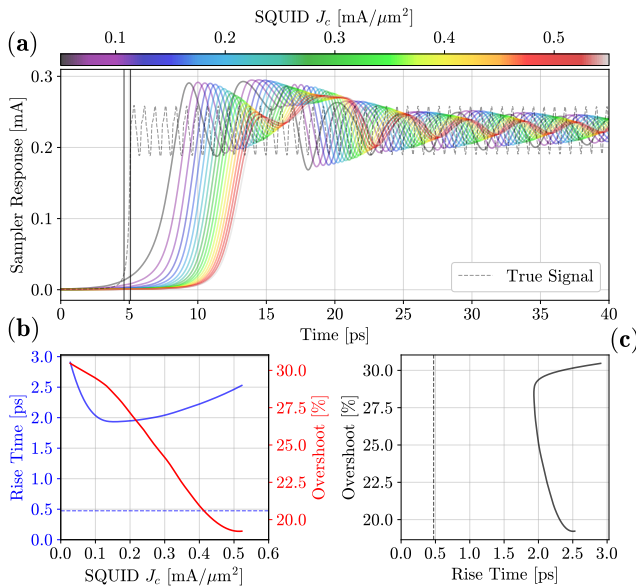 SQUID J_c [mA/μm²]
(a)
0.1 0.2 0.3 0.4 0.5
Sampler Response [mA]
0.3
0.2
0.1
0.0
True Signal
0 5 10 15 20 25 30 35 40
Time [ps]
(b)
Rise Time [ps]
3.0
2.5
2.0
1.5
1.0
0.5
0.0
30.0
27.5
25.0
22.5
20.0
Overshoot [%]
0.0 0.1 0.2 0.3 0.4 0.5 0.6
SQUID J_c [mA/μm²]
(c)
Overshoot [%]
30.0
27.5
25.0
22.5
20.0
0.0 0.5 1.0 1.5 2.0 2.5 3.0
Rise Time [ps]